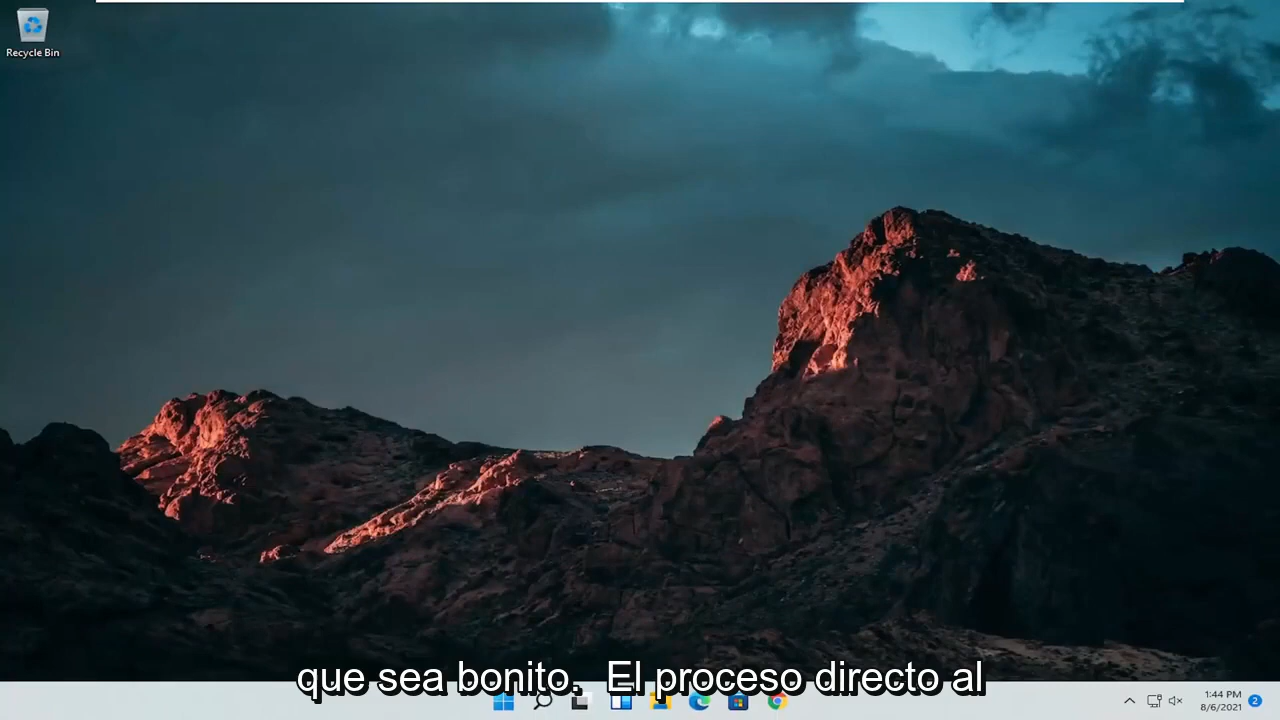 Recycle Bin
que sea bonito.  El proceso directo al
1:44 PM
8/6/2021
2